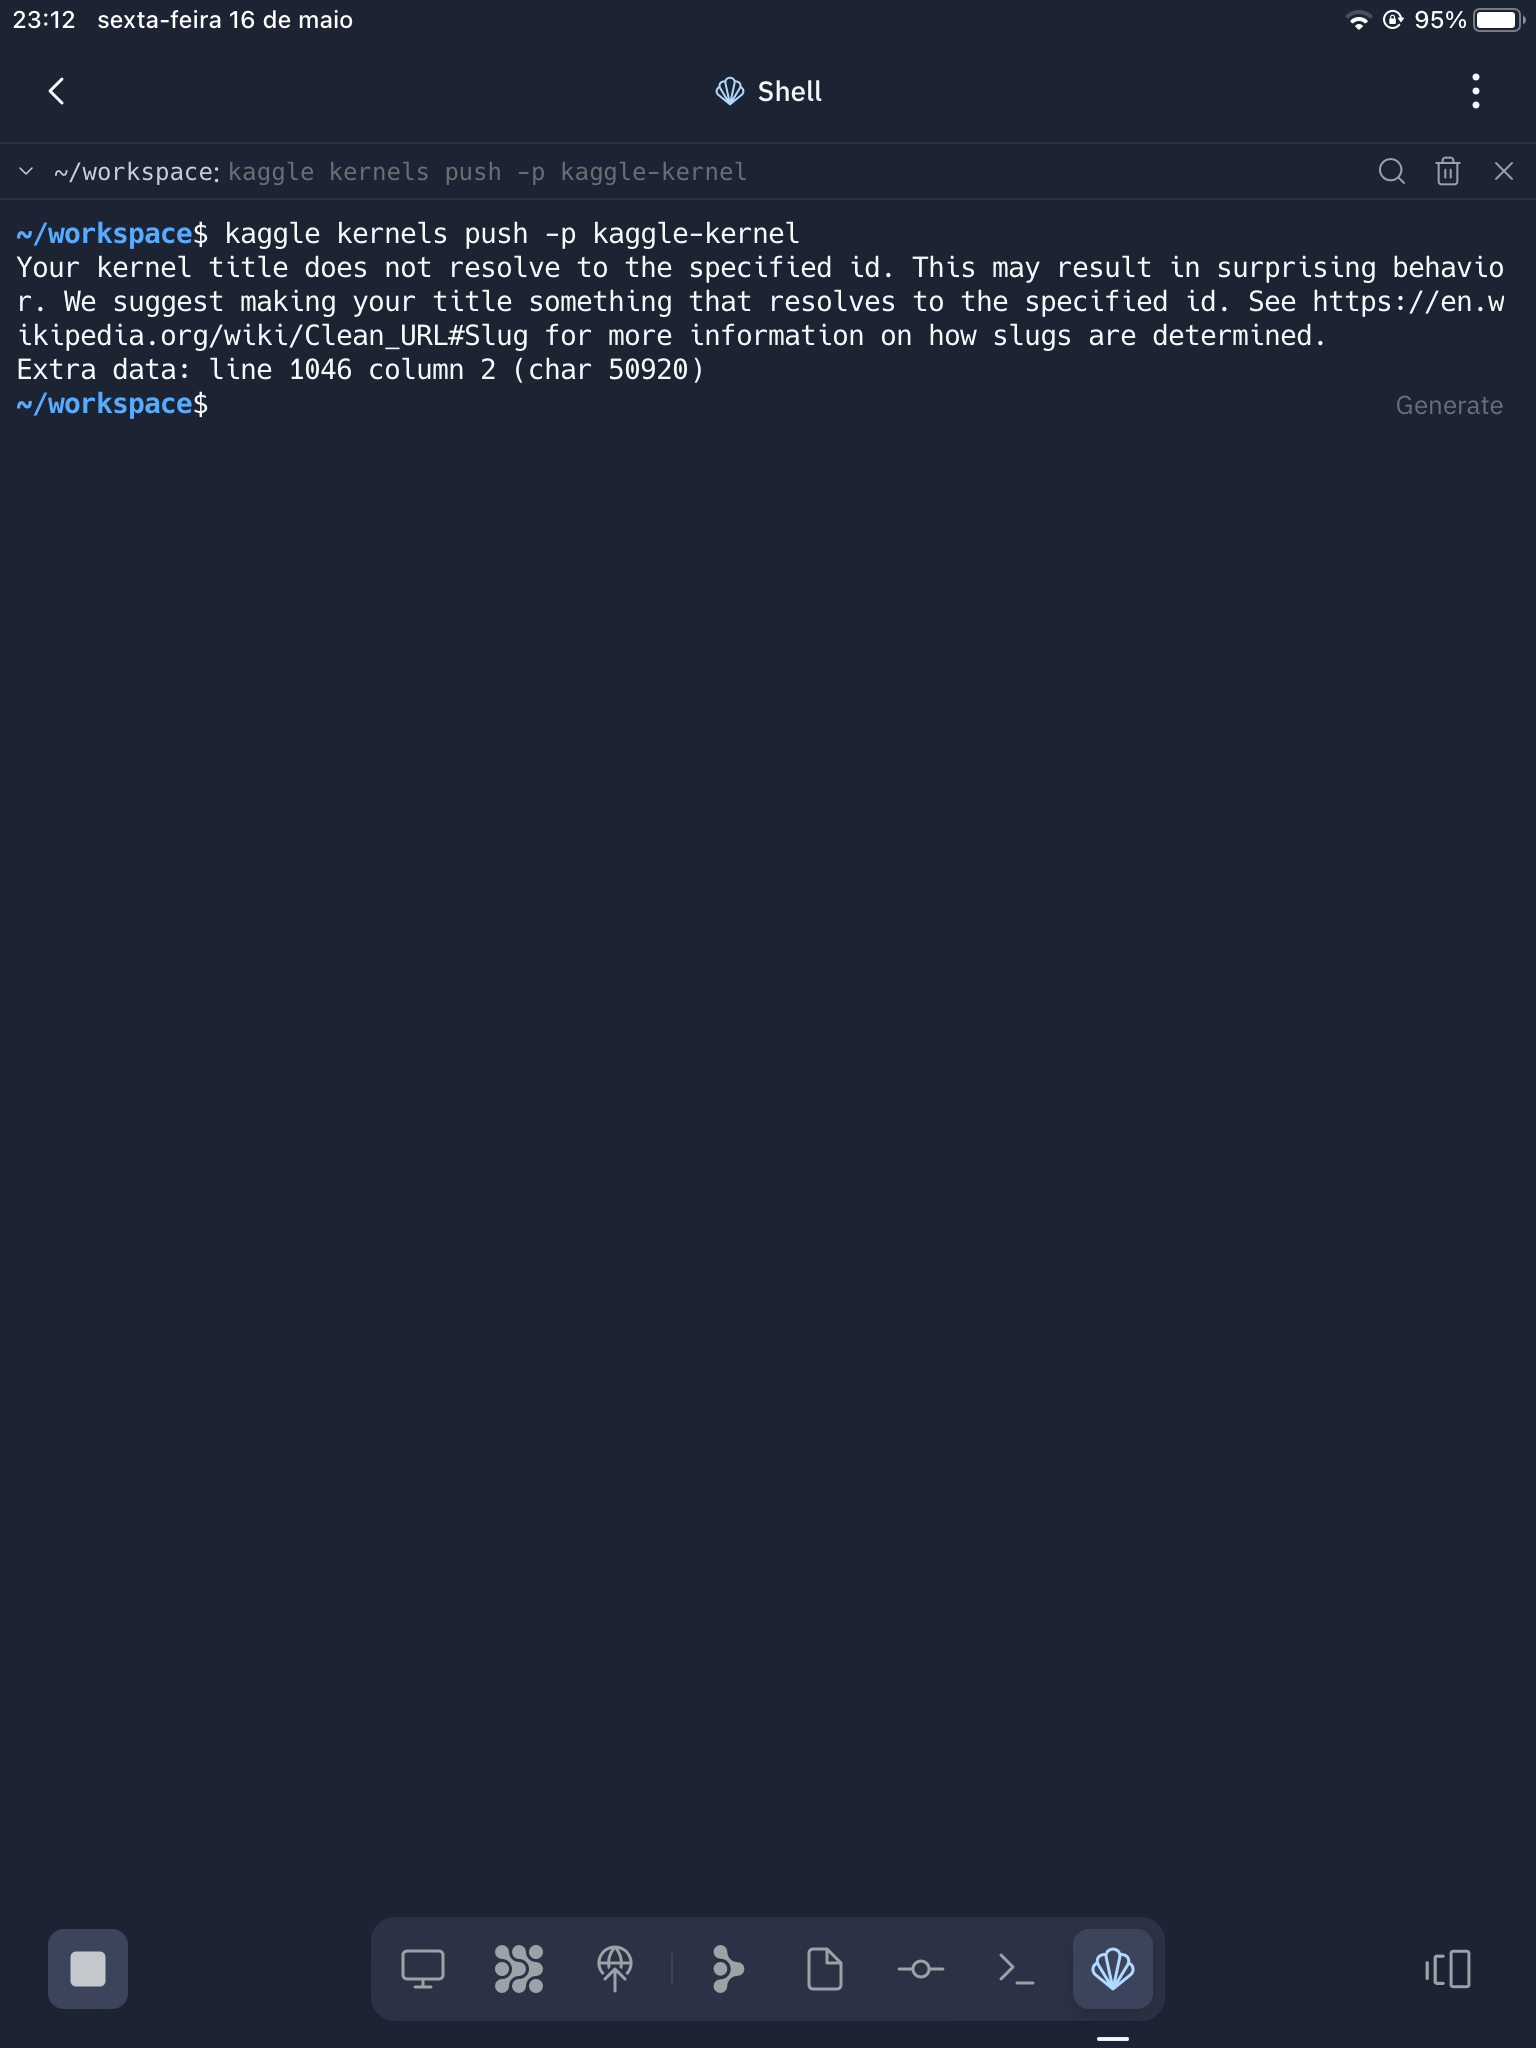 23:12 sexta-feira 16 de maio 95%
Shell
~/workspace: kaggle kernels push -p kaggle-kernel
~/workspace$ kaggle kernels push -p kaggle-kernel
Your kernel title does not resolve to the specified id. This may result in surprising behavio
r. We suggest making your title something that resolves to the specified id. See https://en.w
ikipedia.org/wiki/Clean_URL#Slug for more information on how slugs are determined.
Extra data: line 1046 column 2 (char 50920)
~/workspace$
Generate